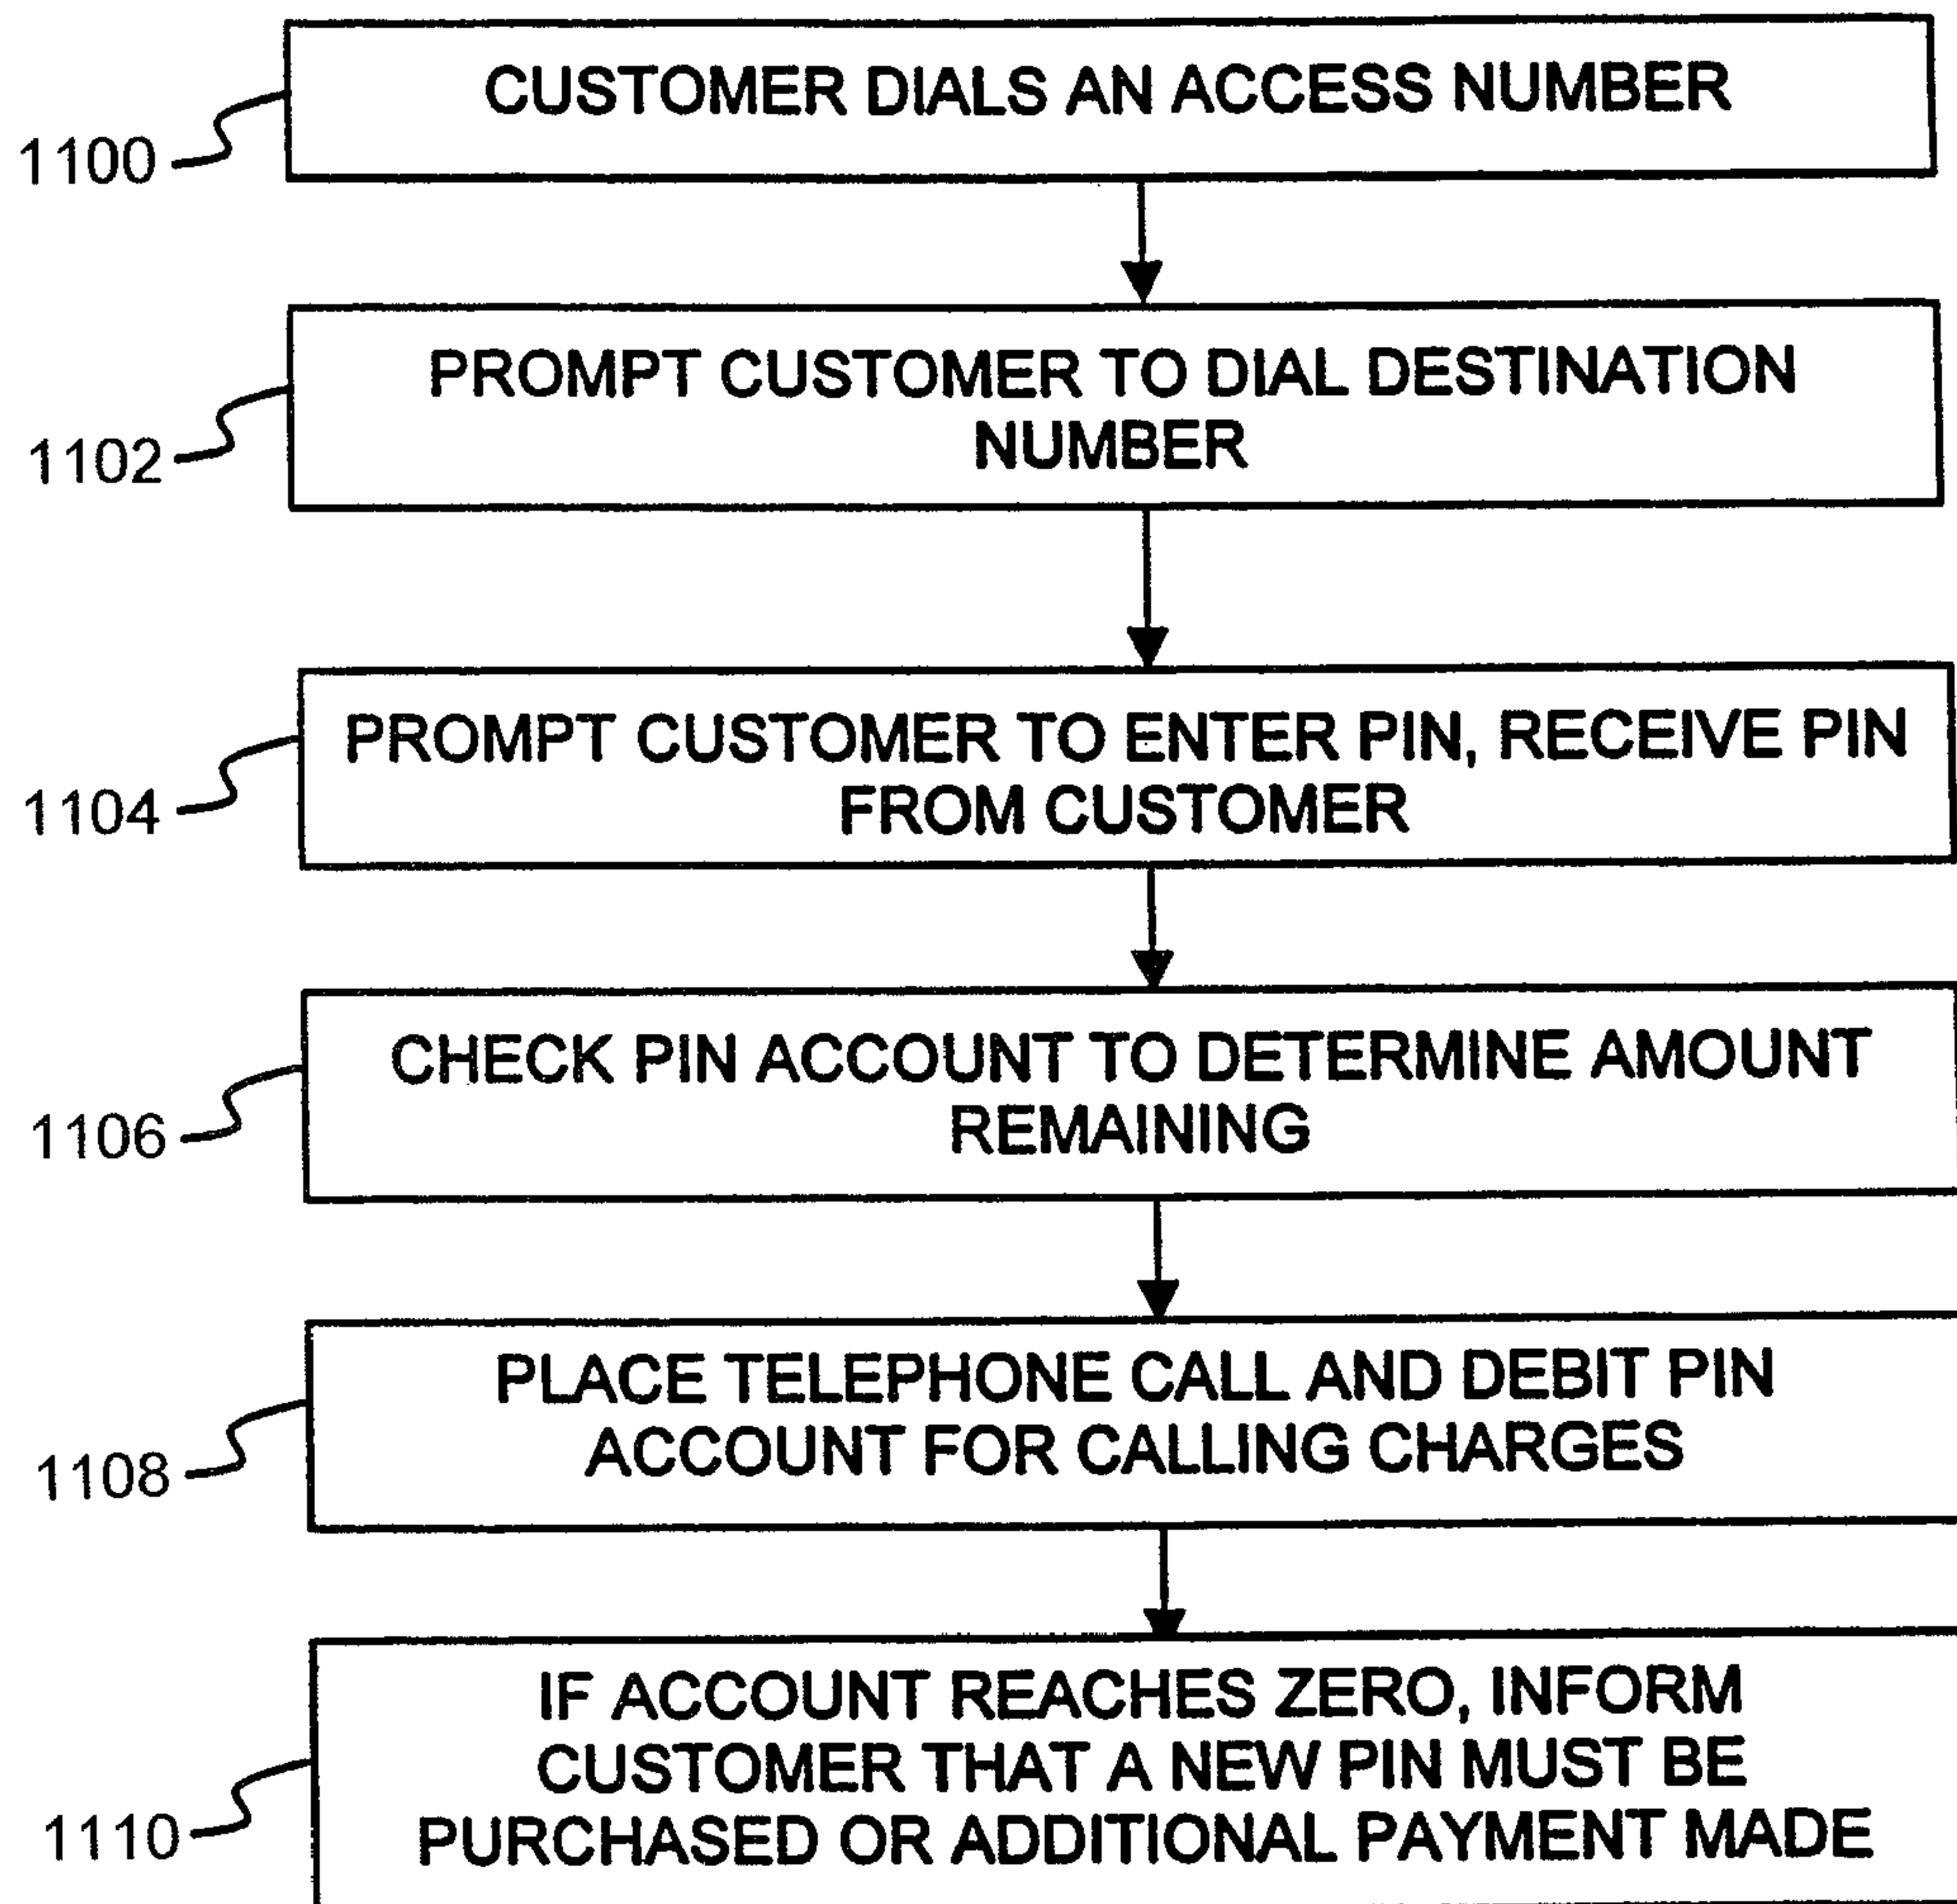 CUSTOMER DIALS AN ACCESS NUMBER
1100
PROMPT CUSTOMER TO DIAL DESTINATION
NUMBER
1102
PROMPT CUSTOMER TO ENTER PIN, RECEIVE PIN
FROM CUSTOMER
1104
CHECK PIN ACCOUNT TO DETERMINE AMOUNT
REMAINING
1106
PLACE TELEPHONE CALL AND DEBIT PIN
ACCOUNT FOR CALLING CHARGES
1108
IF ACCOUNT REACHES ZERO, INFORM
CUSTOMER THAT A NEW PIN MUST BE
PURCHASED OR ADDITIONAL PAYMENT MADE
1110